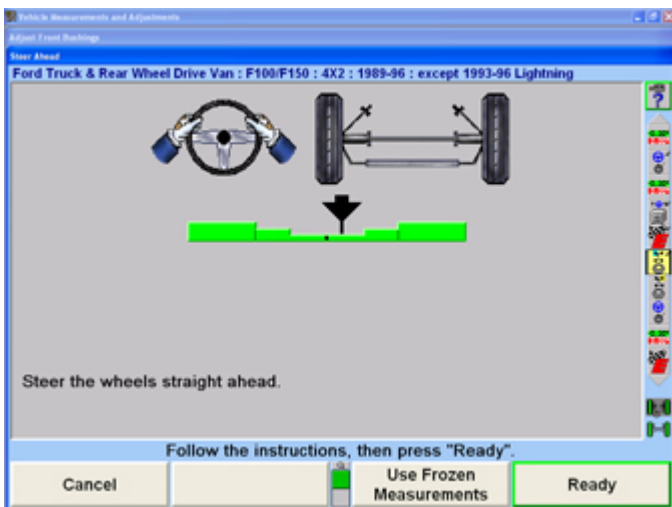 Vehicle Measurements and Adjustments
Adjust Front Bushings
Steer Ahead
Ford Truck & Rear Wheel Drive Van : F100/F150 : 4X2 : 1989-96 : except 1993-96 Lightning
Steer the wheels straight ahead.
Follow the instructions, then press "Ready".
Cancel
Use Frozen
Measurements
Ready